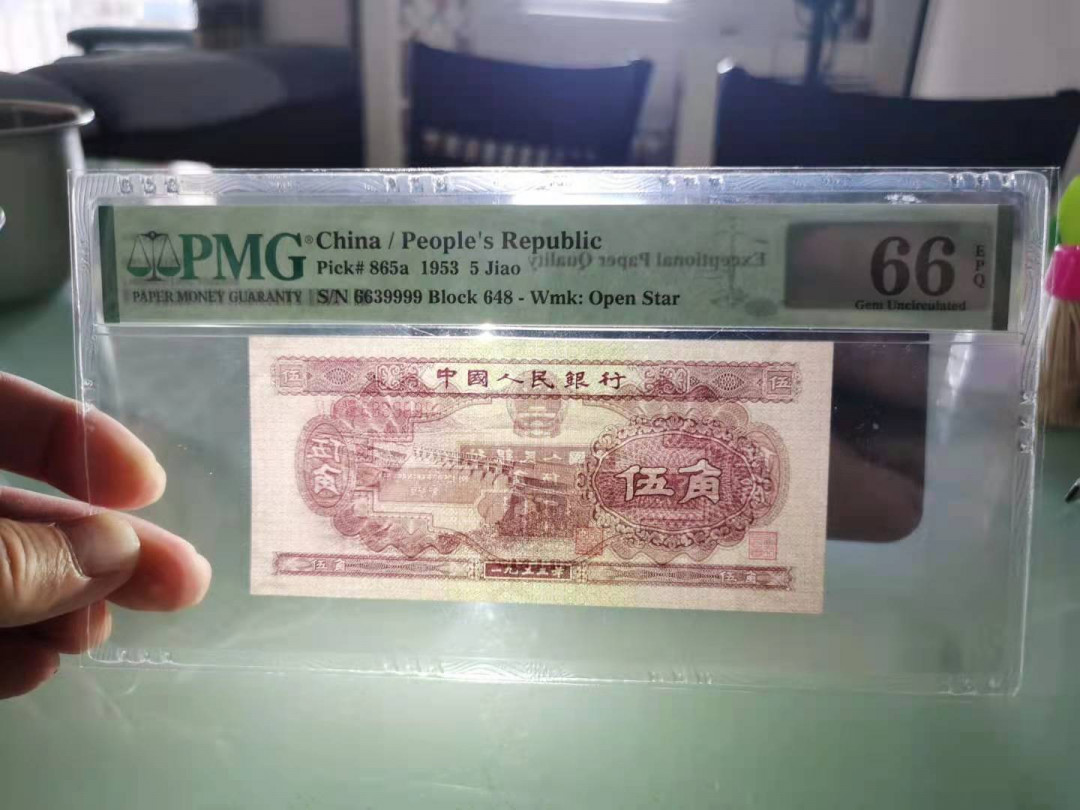 PMG®
PAPER MONEY GUARANTY
China / People's Republic
Pick# 865a 1953 5 Jiao
S/N 6639999 Block 648 - Wmk: Open Star
Exceptional Paper Quality
66
EPQ
Gem Uncirculated
伍
中國人民銀行
伍
伍角
伍角
伍角
一九五三年
伍角